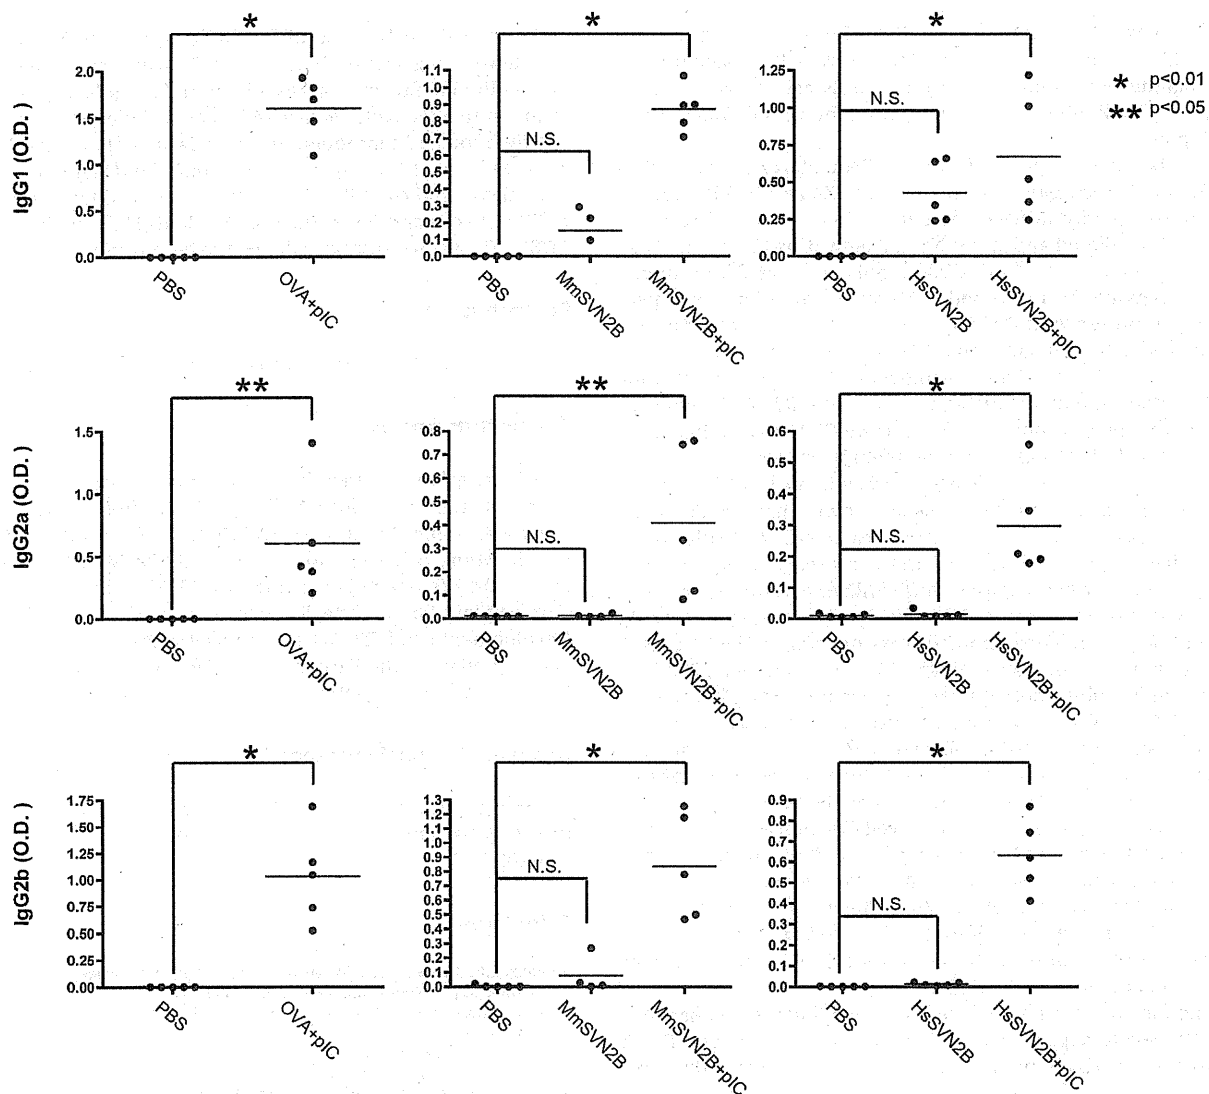 *
*
*
* p<0.01
** p<0.05
IgG1 (O.D. )
2.0
1.5
1.0
0.5
0.0
PBS
OVA+pIC
1.1
1.0
0.9
0.8
0.7
0.6
0.5
0.4
0.3
0.2
0.1
0.0
N.S.
PBS
MmSVN2B
MmSVN2B+pIC
1.25
1.00
0.75
0.50
0.25
0.00
N.S.
PBS
HsSVN2B
HsSVN2B+pIC
**
**
*
IgG2a (O.D. )
1.5
1.0
0.5
0.0
PBS
OVA+pIC
0.8
0.7
0.6
0.5
0.4
0.3
0.2
0.1
0.0
N.S.
PBS
MmSVN2B
MmSVN2B+pIC
0.6
0.5
0.4
0.3
0.2
0.1
0.0
N.S.
PBS
HsSVN2B
HsSVN2B+pIC
*
*
*
IgG2b (O.D. )
1.75
1.50
1.25
1.00
0.75
0.50
0.25
0.00
PBS
OVA+pIC
1.3
1.2
1.1
1.0
0.9
0.8
0.7
0.6
0.5
0.4
0.3
0.2
0.1
0.0
N.S.
PBS
MmSVN2B
MmSVN2B+pIC
0.9
0.8
0.7
0.6
0.5
0.4
0.3
0.2
0.1
0.0
N.S.
PBS
HsSVN2B
HsSVN2B+pIC